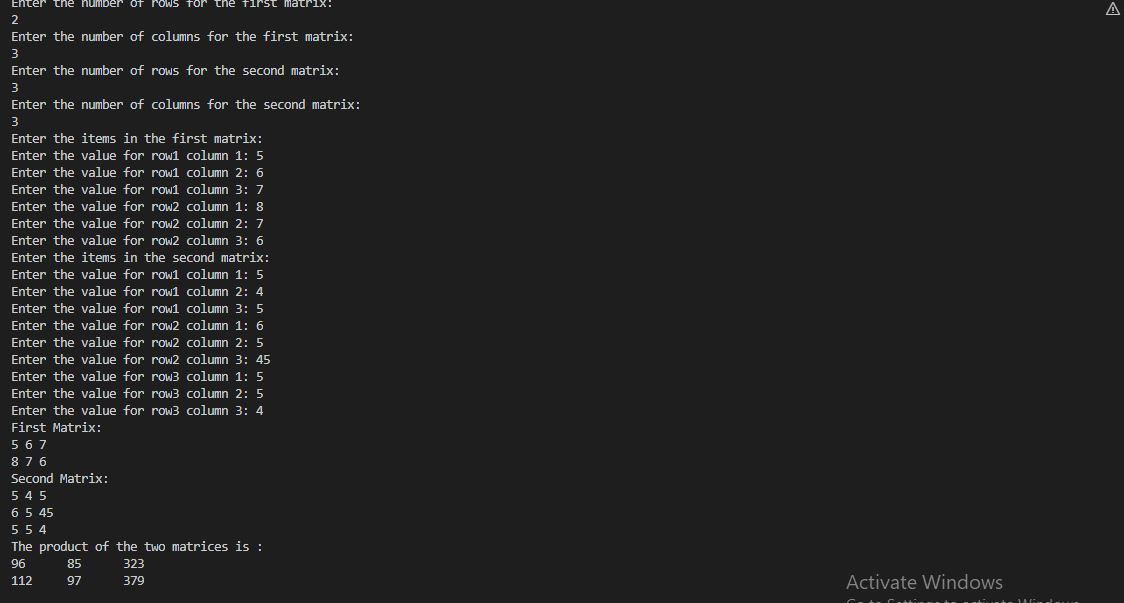 Enter the number of rows for the first matrix:
2
Enter the number of columns for the first matrix:
3
Enter the number of rows for the second matrix:
3
Enter the number of columns for the second matrix:
3
Enter the items in the first matrix:
Enter the value for row1 column 1: 5
Enter the value for row1 column 2: 6
Enter the value for row1 column 3: 7
Enter the value for row2 column 1: 8
Enter the value for row2 column 2: 7
Enter the value for row2 column 3: 6
Enter the items in the second matrix:
Enter the value for row1 column 1: 5
Enter the value for row1 column 2: 4
Enter the value for row1 column 3: 5
Enter the value for row2 column 1: 6
Enter the value for row2 column 2: 5
Enter the value for row2 column 3: 45
Enter the value for row3 column 1: 5
Enter the value for row3 column 2: 5
Enter the value for row3 column 3: 4
First Matrix:
5 6 7
8 7 6
Second Matrix:
5 4 5
6 5 45
5 5 4
The product of the two matrices is :
96 85 323
112 97 379
Activate Windows
Go to Settings to activate Windows.